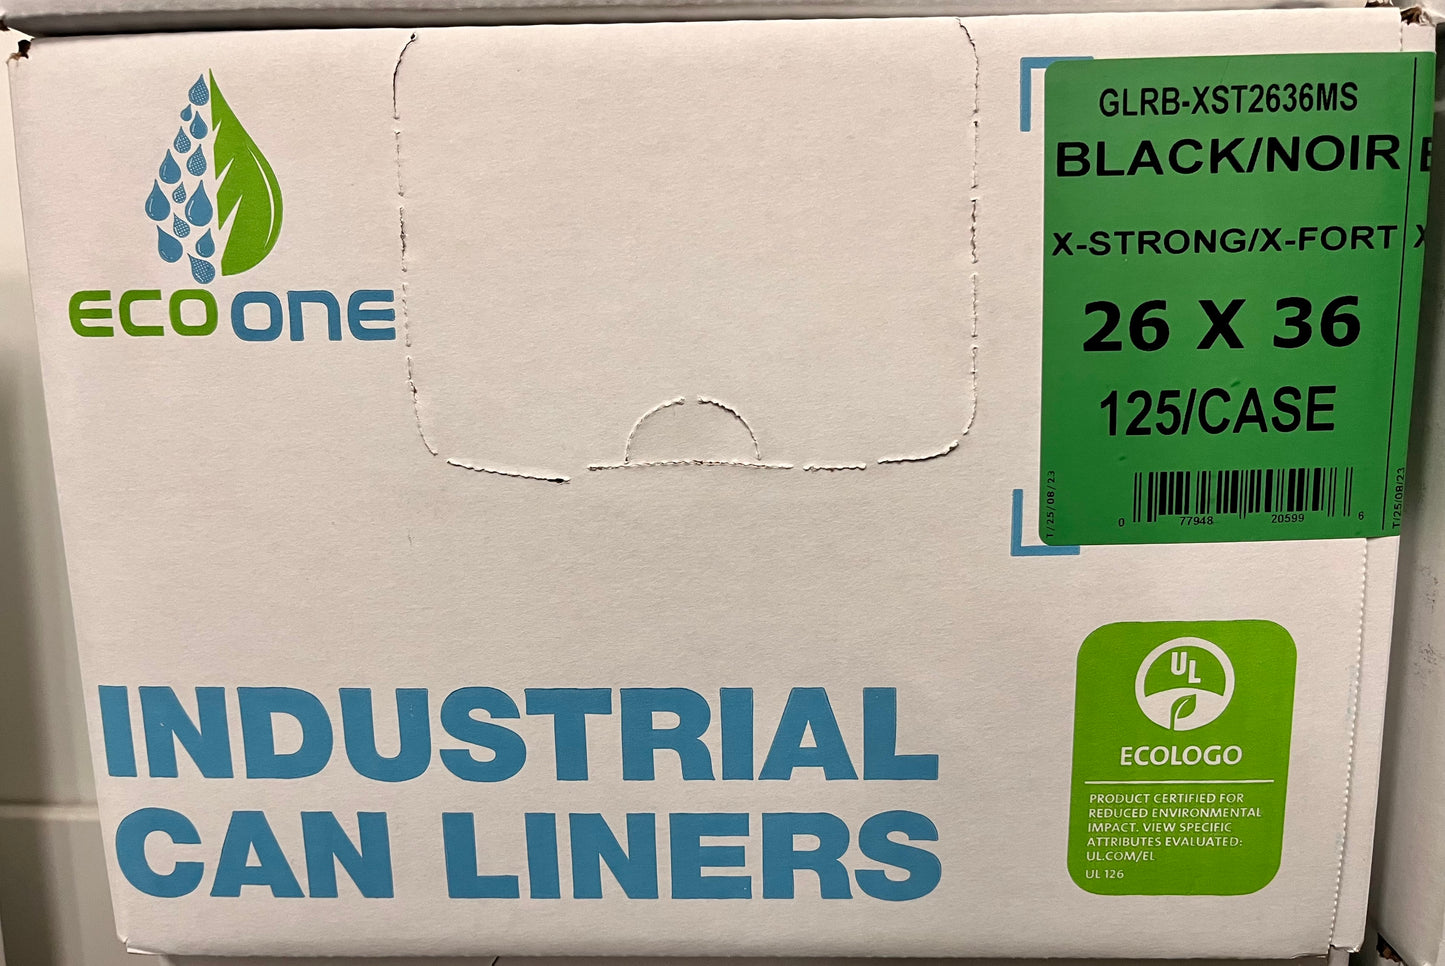 ECO ONE
GLRB-XST2636MS
BLACK/NOIR
X-STRONG/X-FORT
26 X 36
125/CASE
T/25/08/23
T/25/08/23
0 77948 20599 6
INDUSTRIAL
CAN LINERS
UL
ECOLOGO
PRODUCT CERTIFIED FOR
REDUCED ENVIRONMENTAL
IMPACT. VIEW SPECIFIC
ATTRIBUTES EVALUATED:
UL.COM/EL
UL 126